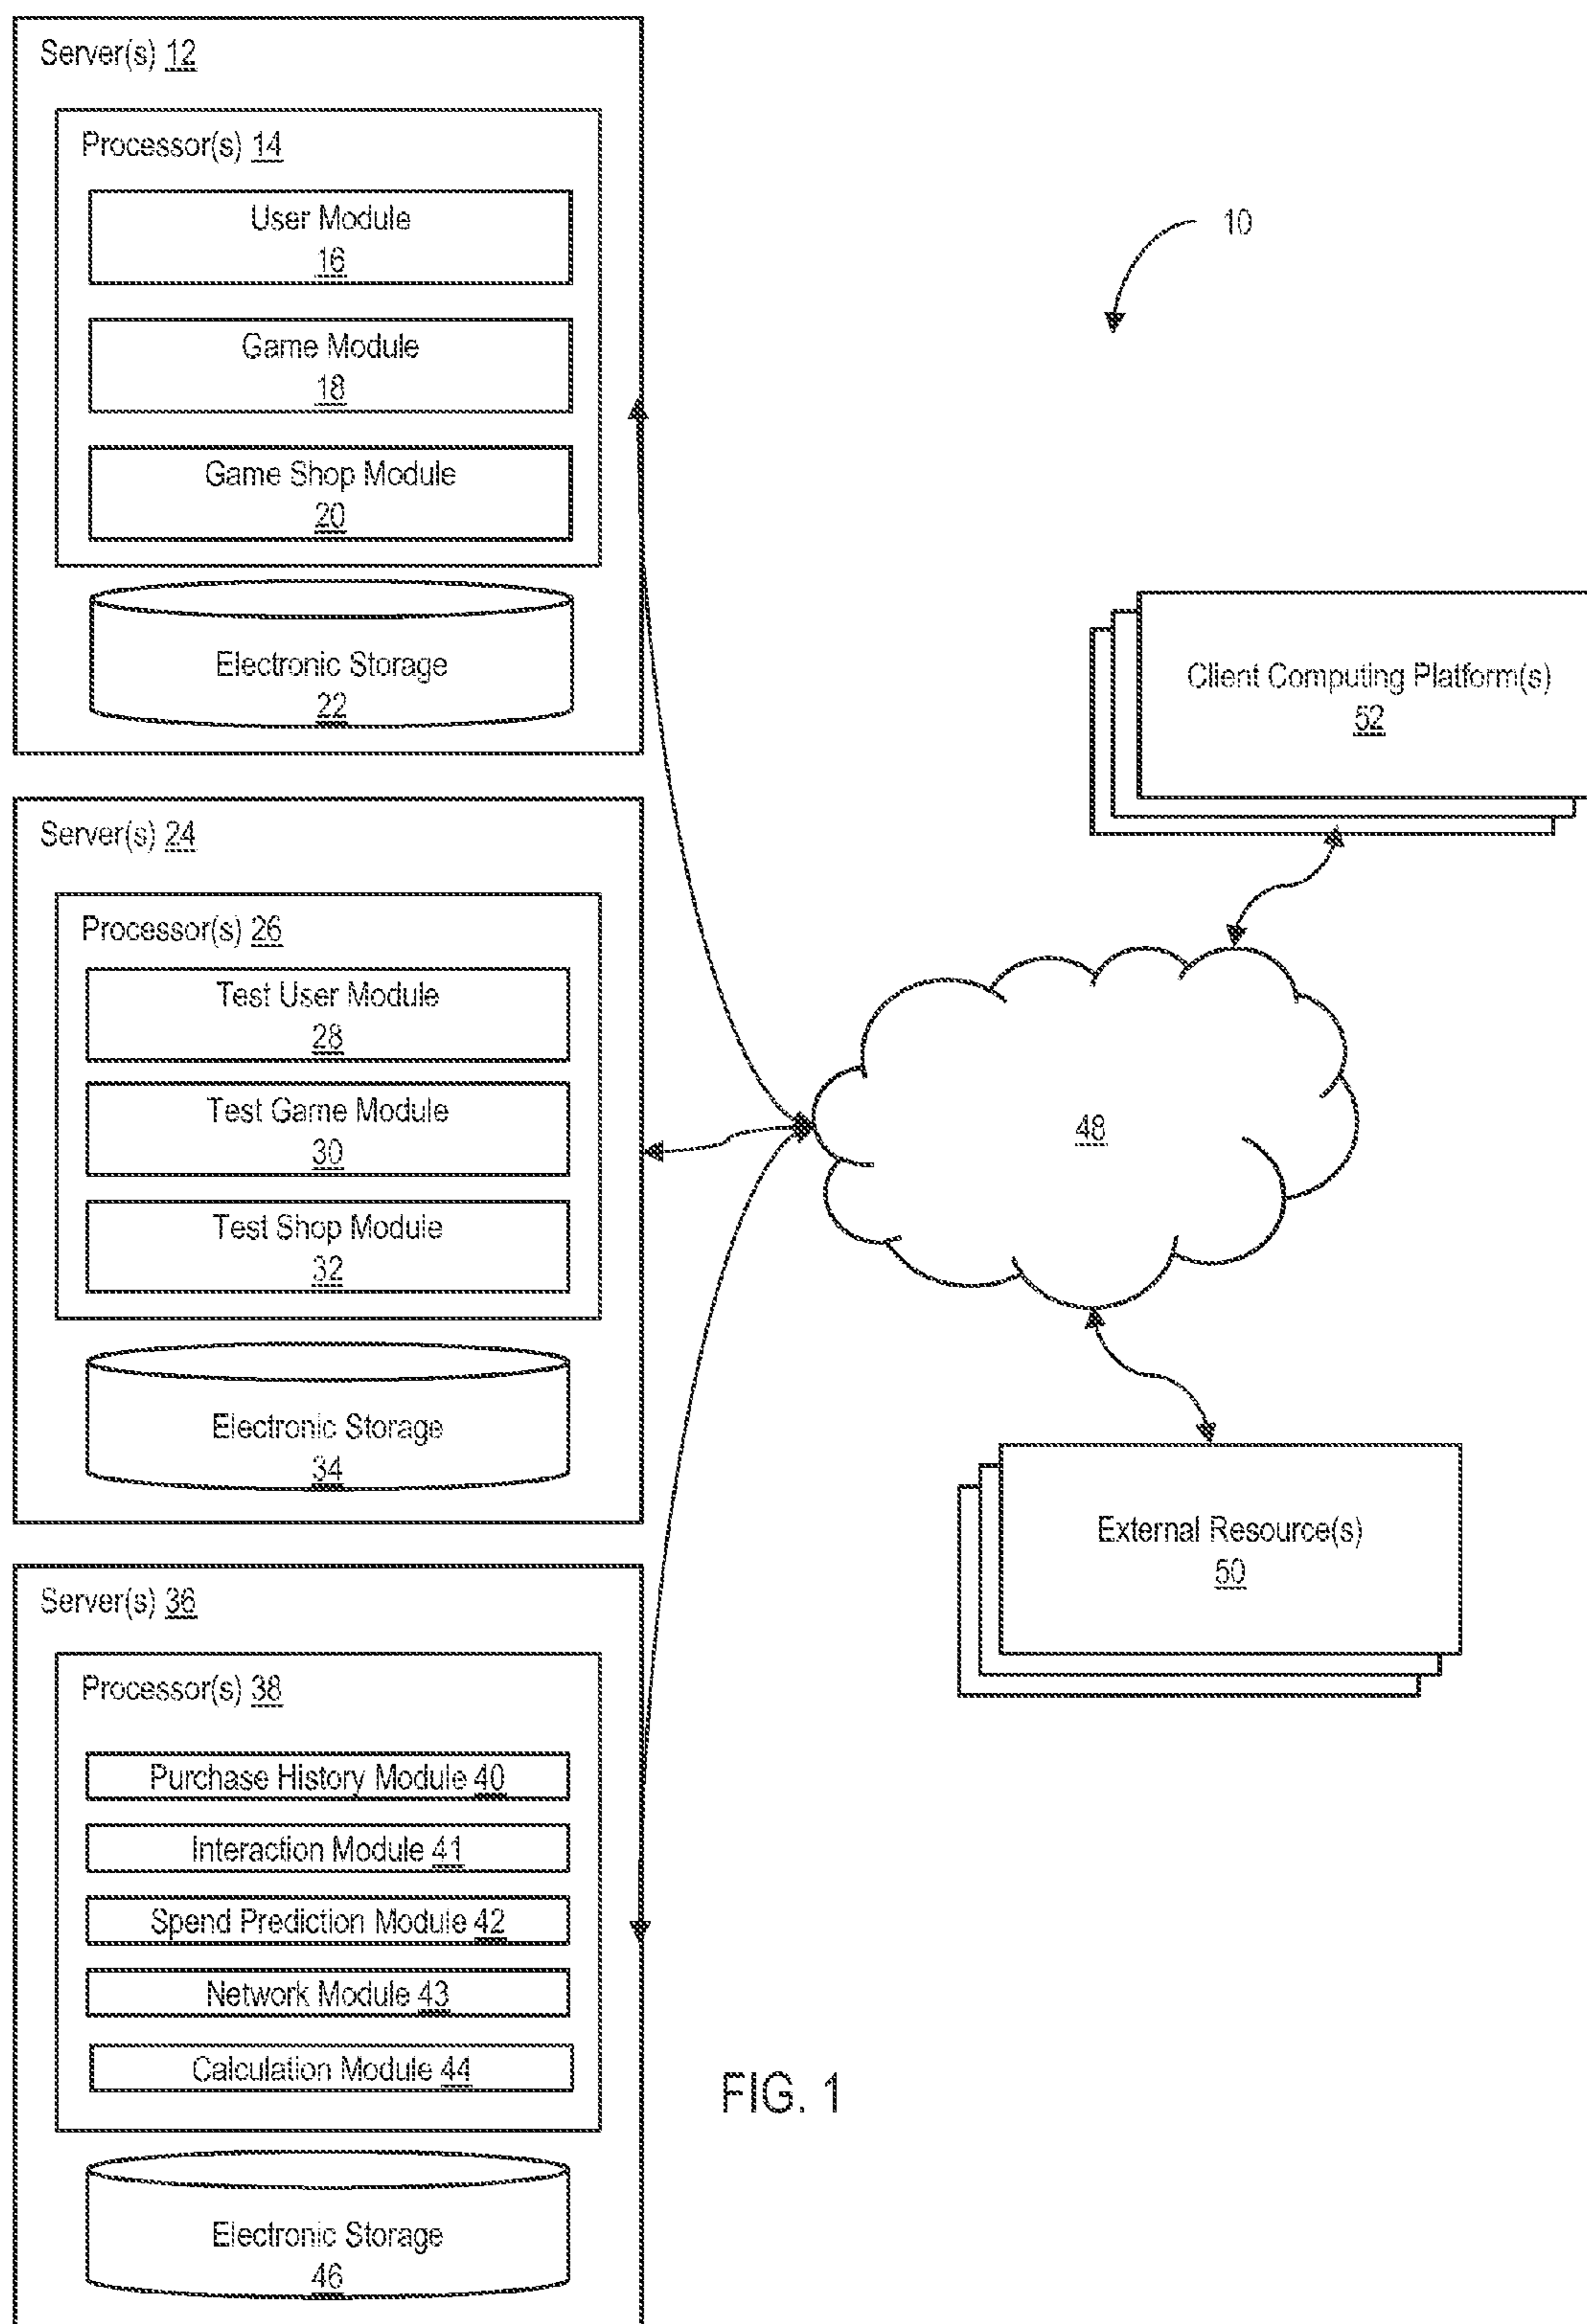 Server(s) 12
Processor(s) 14
User Module
16
Game Module
18
Game Shop Module
20
Electronic Storage
22
Server(s) 24
Processor(s) 26
Test User Module
28
Test Game Module
30
Test Shop Module
32
Electronic Storage
34
Server(s) 36
Processor(s) 38
Purchase History Module 40
Interaction Module 41
Spend Prediction Module 42
Network Module 43
Calculation Module 44
Electronic Storage
46
10
Client Computing Platform(s)
52
48
External Resource(s)
50
FIG. 1